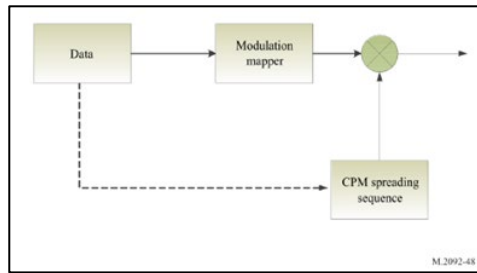 Data
Modulation
mapper
CPM spreading
sequence
M.2092-48